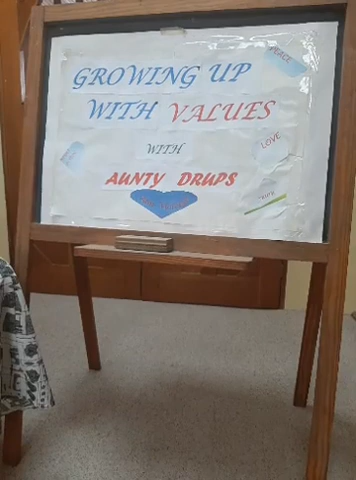 PEACE
GROWING UP
WITH VALUES
LOVE
WITH
AUNTY DRUPS